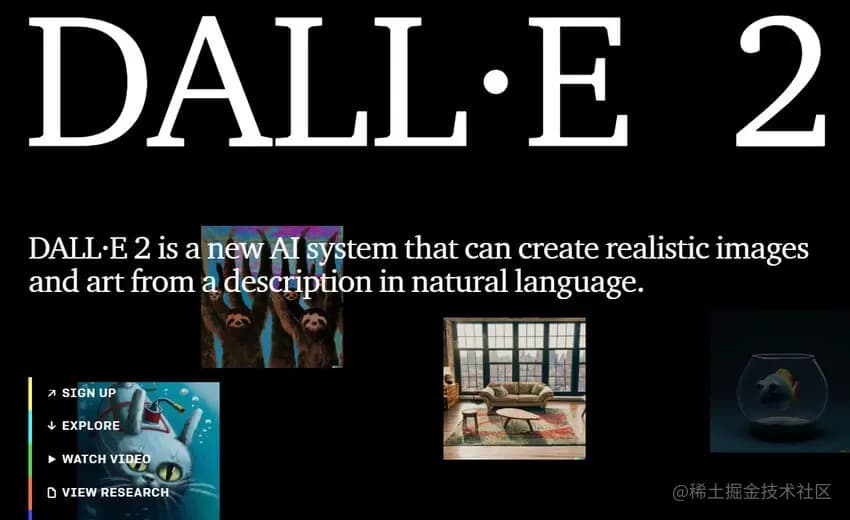 DALL·E 2
DALL·E 2 is a new AI system that can create realistic images
and art from a description in natural language.
SIGN UP
EXPLORE
WATCH VIDEO
VIEW RESEARCH
@稀土掘金技术社区